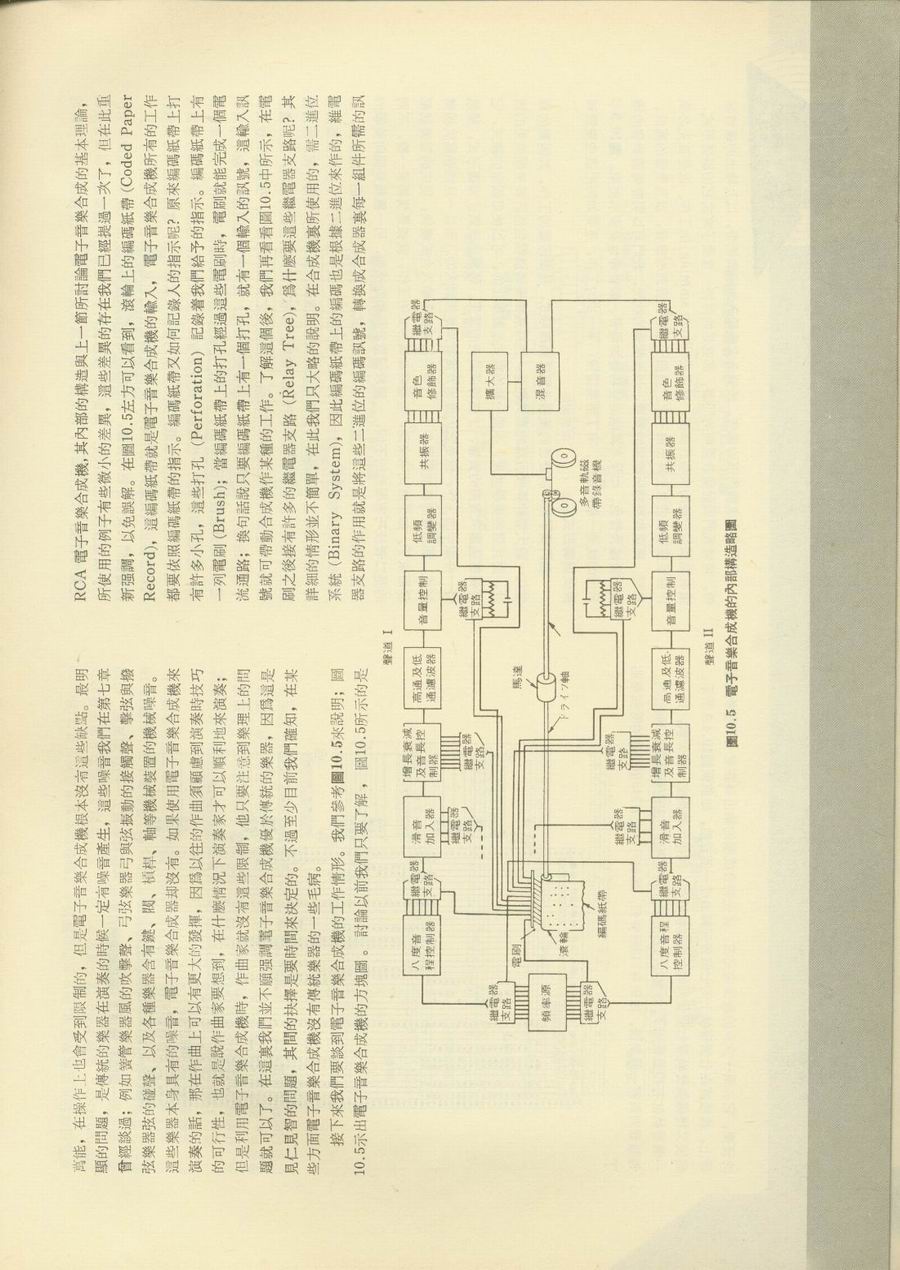 萬能，在操作上也會受到限制的，但是電子音樂合成機根本沒有這些缺點。最明
顯的問題，是傳統的樂器在演奏的時候一定有噪音產生，這些噪音我們在第七章
曾經談過；例如簧管樂器風的吹擊聲、弓弦樂器弓與弦振動的接觸聲、擊弦與撥
弦樂器弦的碰聲、以及各種樂器含有鍵、閥、槓桿、軸等機械裝置的機械噪音。
這些樂器本身具有的噪音，電子音樂合成器却沒有。如果使用電子音樂合成機來
演奏的話，那在作曲上可以有更大的發揮，因爲以往的作曲須顧慮到演奏時技巧
的可行性，也就是說作曲家要想到，在什麽情況下演奏家才可以順利地來演奏；
但是利用電子音樂合成機時，作曲家就沒有這些限制，他只要注意到樂理上的問
題就可以了。在這裏我們並不願强調電子音樂合成機優於傳統的樂器，因爲這是
見仁見智的問題，其間的抉擇是要時間來決定的。不過至少目前我們確知，在某
些方面電子音樂合成機沒有傳統樂器的一些毛病。
接下來我們要談到電子音樂合成機的工作情形。我們參考圖10.5來說明；圖
10.5示出電子音樂合成機的方塊圖。討論以前我們只要了解，圖10.5所示的是
RCA 電子音樂合成機，其內部的構造與上一節所討論電子音樂合成的基本理論，
所使用的例子有些微小的差異，這些差異的存在我們已經提過一次了，但在此重
新强調，以免誤解。在圖10.5左方可以看到，滾輪上的編碼紙帶 (Coded Paper
Record)，這編碼紙帶就是電子音樂合成機的輸入，電子音樂合成機所有的工作
都要依照編碼紙帶的指示。編碼紙帶又如何記錄人的指示呢？原來編碼紙帶上打
有許多小孔，這些打孔 (Perforation) 記錄着我們給予的指示。編碼紙帶上有
一列電刷 (Brush)；當編碼紙帶上的打孔經過這些電刷時，電刷就能完成一個電
流通路；換句話說只要編碼紙帶上有一個打孔，就有一個輸入的訊號，這輸入訊
號就可帶動合成機作某種的工作。了解這個後，我們再看看圖10.5中所示，在電
刷之後接有許多的繼電器支路 (Relay Tree)，爲什麽要這些繼電器支路呢？其
詳細的情形並不簡單，在此我們只大略的說明。在合成機裏所使用的，需二進位
系統 (Binary System)，因此編碼紙帶上的編碼也是根據二進位來作的，繼電
器支路的作用就是將這些二進位的編碼訊號，轉換成合成器裏每一組件所需的訊
聲道 I
八度音
程控制器
繼電器
支路
滑音
加入器
繼電器
支路
增長衰減
及音長控
制器
繼電器
支路
高通及低
通濾波器
音量控制
繼電器
支路
低頻
調變器
共振器
音色
修飾器
繼電器
支路
繼電器
支路
頻率源
繼電器
支路
電刷
滾輪
編碼紙帶
馬達
ドライブ軸
多音軌磁
帶錄音機
擴大器
混音器
八度音程
控制器
繼電器
支路
滑音
加入器
繼電器
支路
增長衰減
及音長控
制器
繼電器
支路
高通及低
通濾波器
音量控制
繼電器
支路
低頻
調變器
共振器
音色
修飾器
繼電器
支路
聲道 II
圖10.5 電子音樂合成機的內部構造略圖